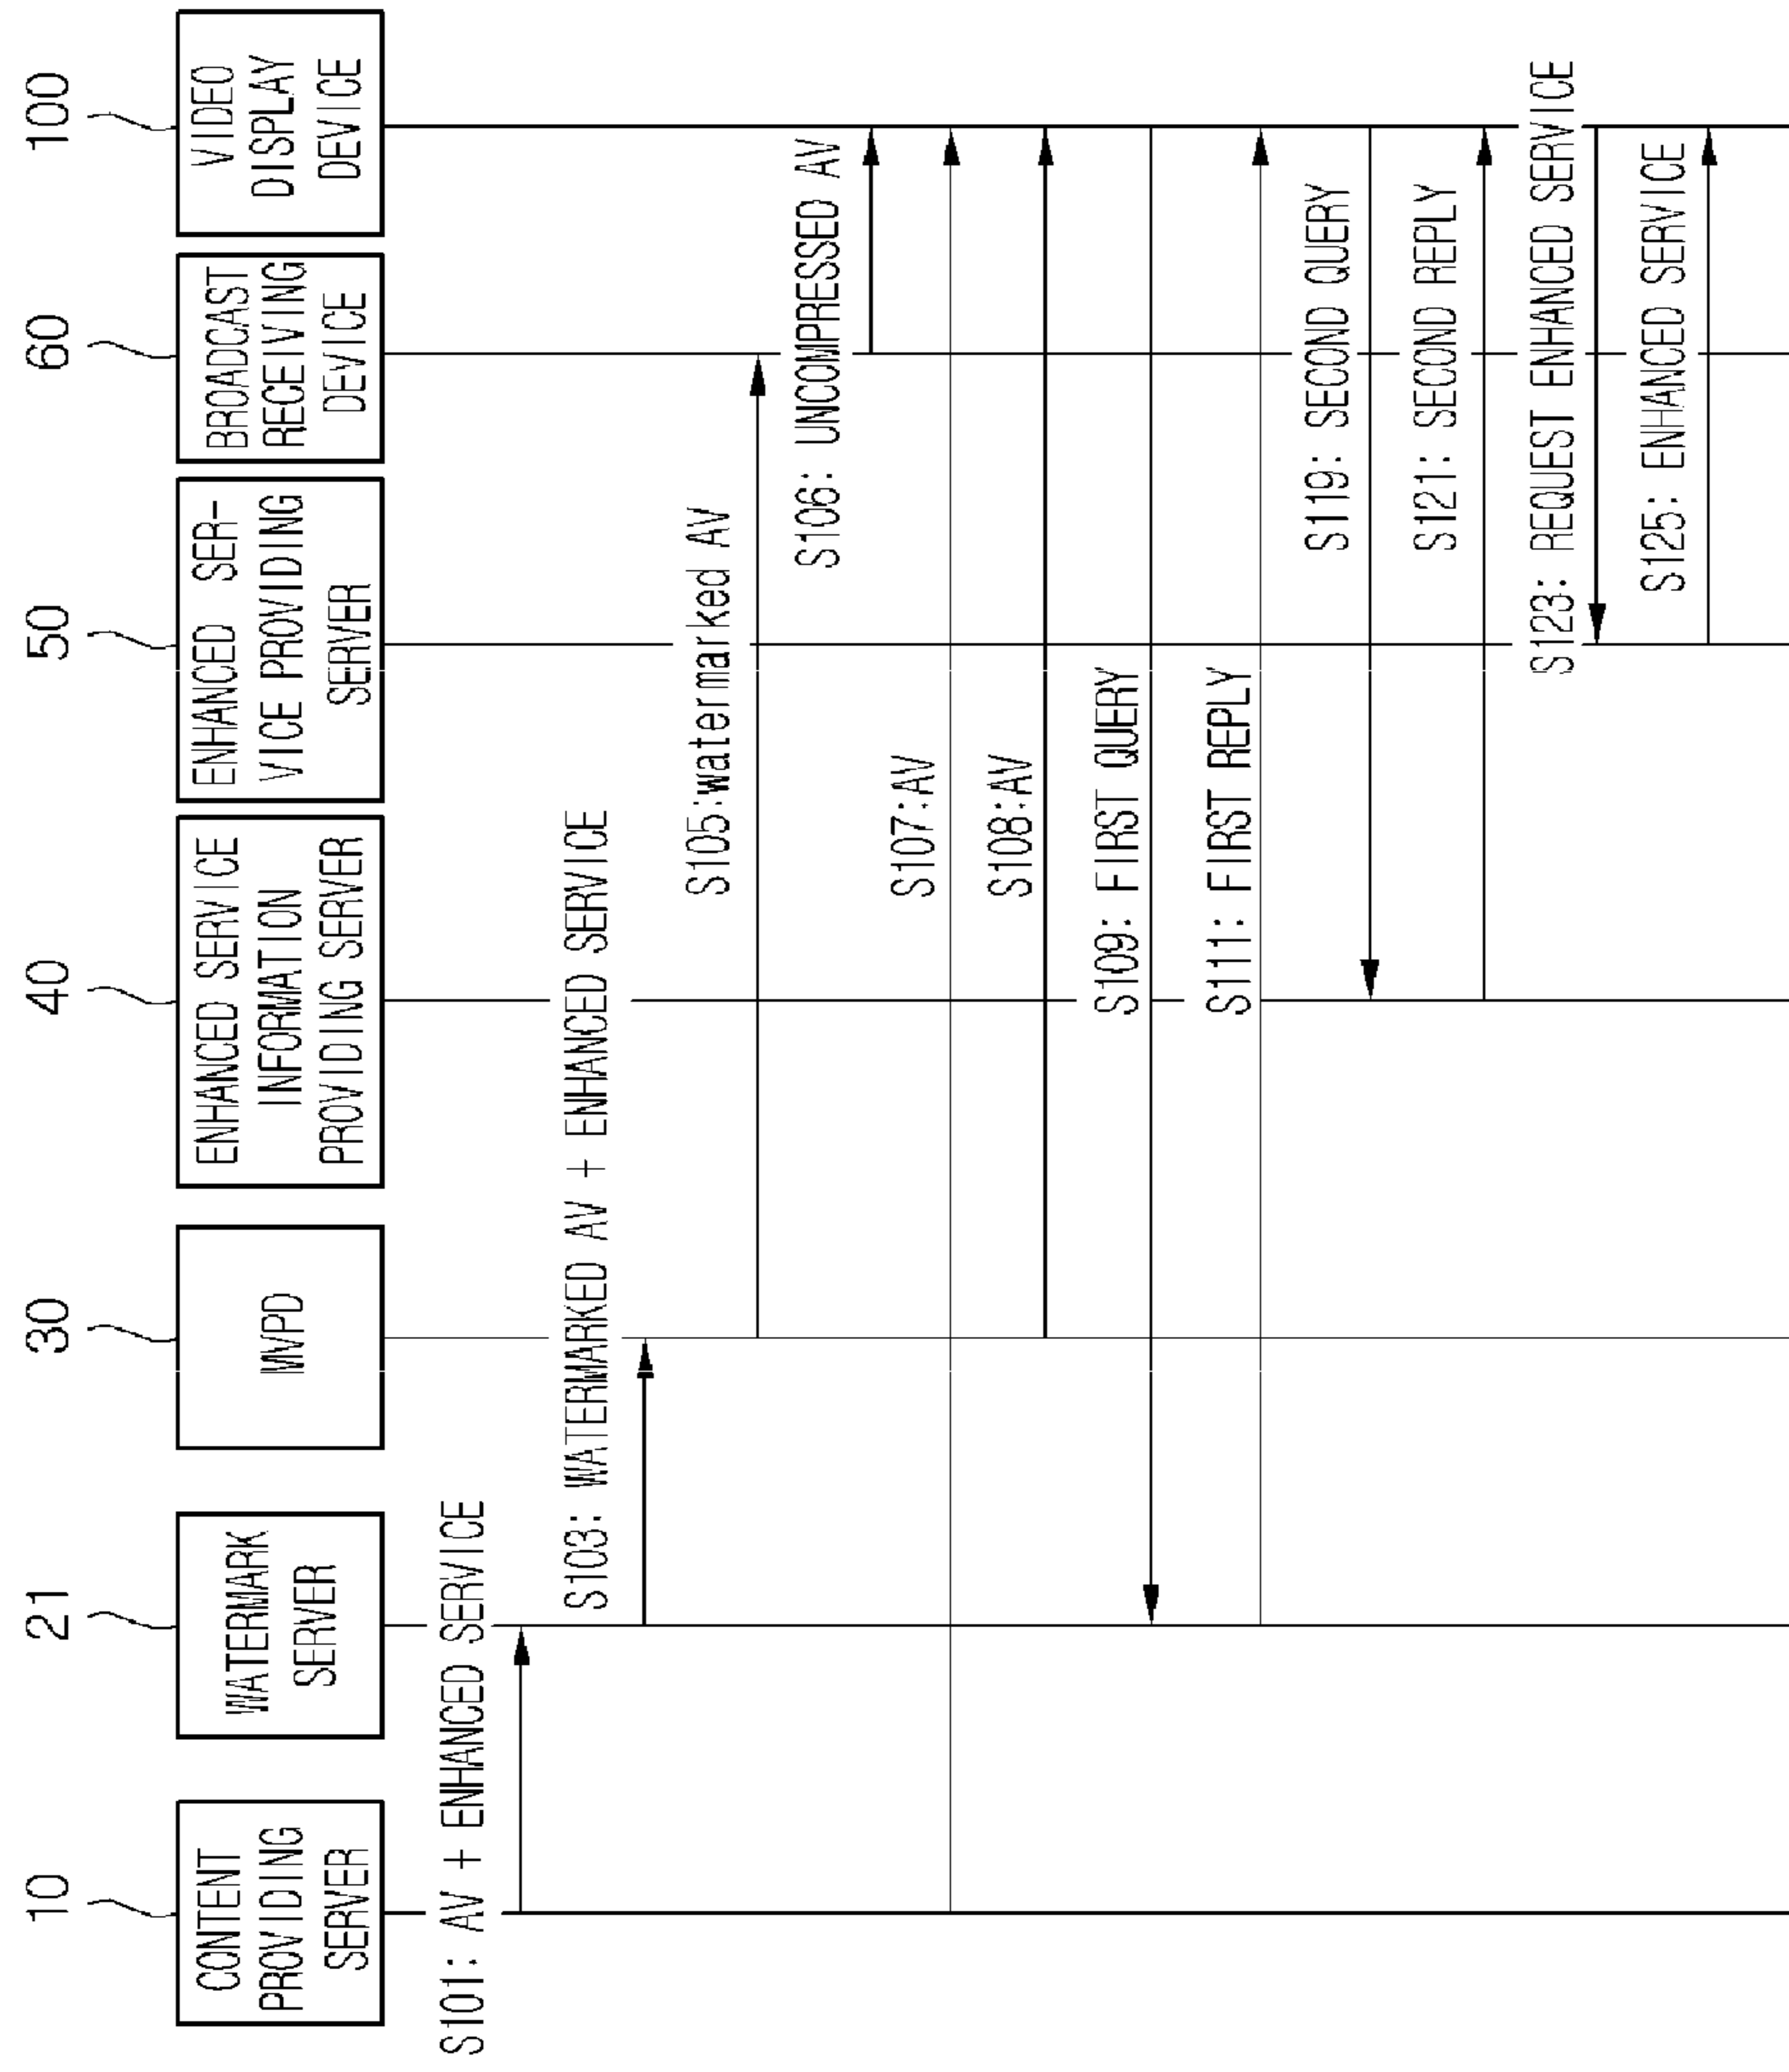 10
CONTENT
PROVIDING
SERVER
21
WATERMARK
SERVER
30
MVPD
40
ENHANCED SERVICE
INFORMATION
PROVIDING SERVER
50
ENHANCED SER-
VICE PROVIDING
SERVER
60
BROADCAST
RECEIVING
DEVICE
100
VIDEO
DISPLAY
DEVICE
S101: AV + ENHANCED SERVICE
S103: WATERMARKED AV + ENHANCED SERVICE
S105:watermarked AV
S106: UNCOMPRESSED AV
S107:AV
S108:AV
S109: FIRST QUERY
S111: FIRST REPLY
S119: SECOND QUERY
S121: SECOND REPLY
S123: REQUEST ENHANCED SERVICE
S125: ENHANCED SERVICE